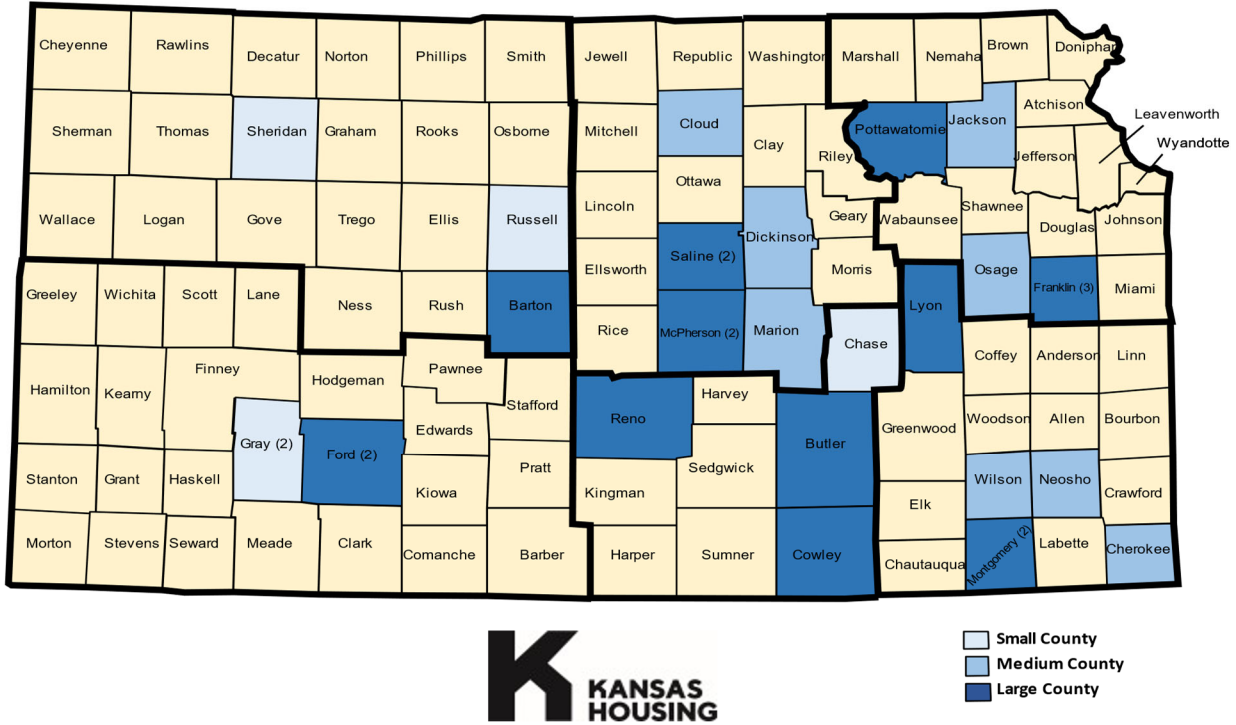 Cheyenne
Rawlins
Decatur
Norton
Phillips
Smith
Jewell
Republic
Washington
Marshall
Nemaha
Brown
Doniphan
Sherman
Thomas
Sheridan
Graham
Rooks
Osborne
Mitchell
Cloud
Clay
Riley
Pottawatomie
Jackson
Atchison
Leavenworth
Wyandotte
Jefferson
Wallace
Logan
Gove
Trego
Ellis
Russell
Lincoln
Ottawa
Dickinson
Geary
Wabaunsee
Shawnee
Douglas
Johnson
Greeley
Wichita
Scott
Lane
Ness
Rush
Barton
Ellsworth
Saline (2)
Morris
Osage
Franklin (3)
Miami
Rice
McPherson (2)
Marion
Chase
Lyon
Coffey
Anderson
Linn
Hamilton
Kearny
Finney
Hodgeman
Pawnee
Stafford
Edwards
Reno
Harvey
Butler
Greenwood
Woodson
Allen
Bourbon
Gray (2)
Ford (2)
Stanton
Grant
Haskell
Kiowa
Pratt
Kingman
Sedgwick
Elk
Wilson
Neosho
Crawford
Morton
Stevens
Seward
Meade
Clark
Comanche
Barber
Harper
Sumner
Cowley
Chautauqua
Montgomery (2)
Labette
Cherokee
Small County
Medium County
Large County
KANSAS
HOUSING